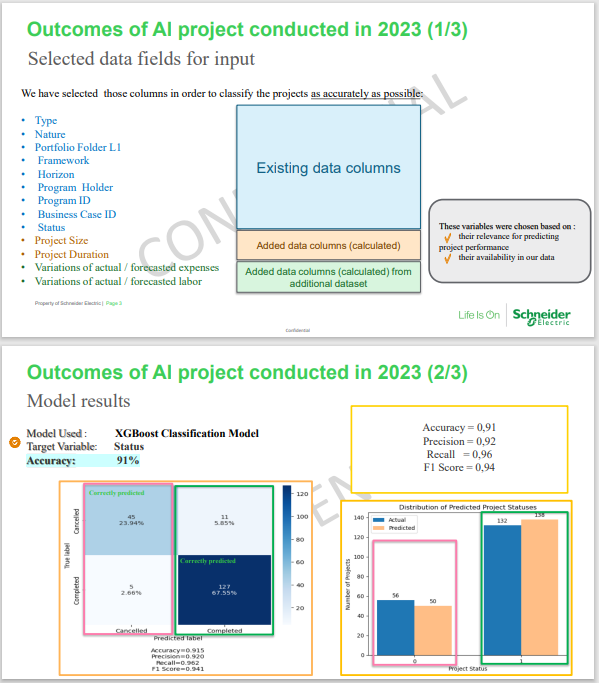 Outcomes of AI project conducted in 2023 (1/3)
Selected data fields for input
We have selected those columns in order to classify the projects as accurately as possible:
• Type
• Nature
• Portfolio Folder L1
• Framework
• Horizon
• Program Holder
• Program ID
• Business Case ID
• Status
• Project Size
• Project Duration
• Variations of actual / forecasted expenses
• Variations of actual / forecasted labor
Existing data columns
Added data columns (calculated)
Added data columns (calculated) from
additional dataset
These variables were chosen based on :
their relevance for predicting
project performance
their availability in our data
CONFIDENTIAL
Property of Schneider Electric | Page 3
Confidential
Life Is On
Schneider
Electric
Outcomes of AI project conducted in 2023 (2/3)
Model results
Model Used : XGBoost Classification Model
Target Variable: Status
Accuracy: 91%
Accuracy = 0,91
Precision = 0,92
Recall = 0,96
F1 Score = 0,94
Correctly predicted
45
23.94%
11
5.85%
Correctly predicted
5
2.66%
127
67.55%
True label
Cancelled
Completed
Cancelled
Completed
Predicted label
120
100
80
60
40
20
Accuracy=0.915
Precision=0.920
Recall=0.962
F1 Score=0.941
Distribution of Predicted Project Statuses
Actual
Predicted
Number of Projects
140
120
100
80
60
40
20
0
56
50
132
138
0
1
Project Status